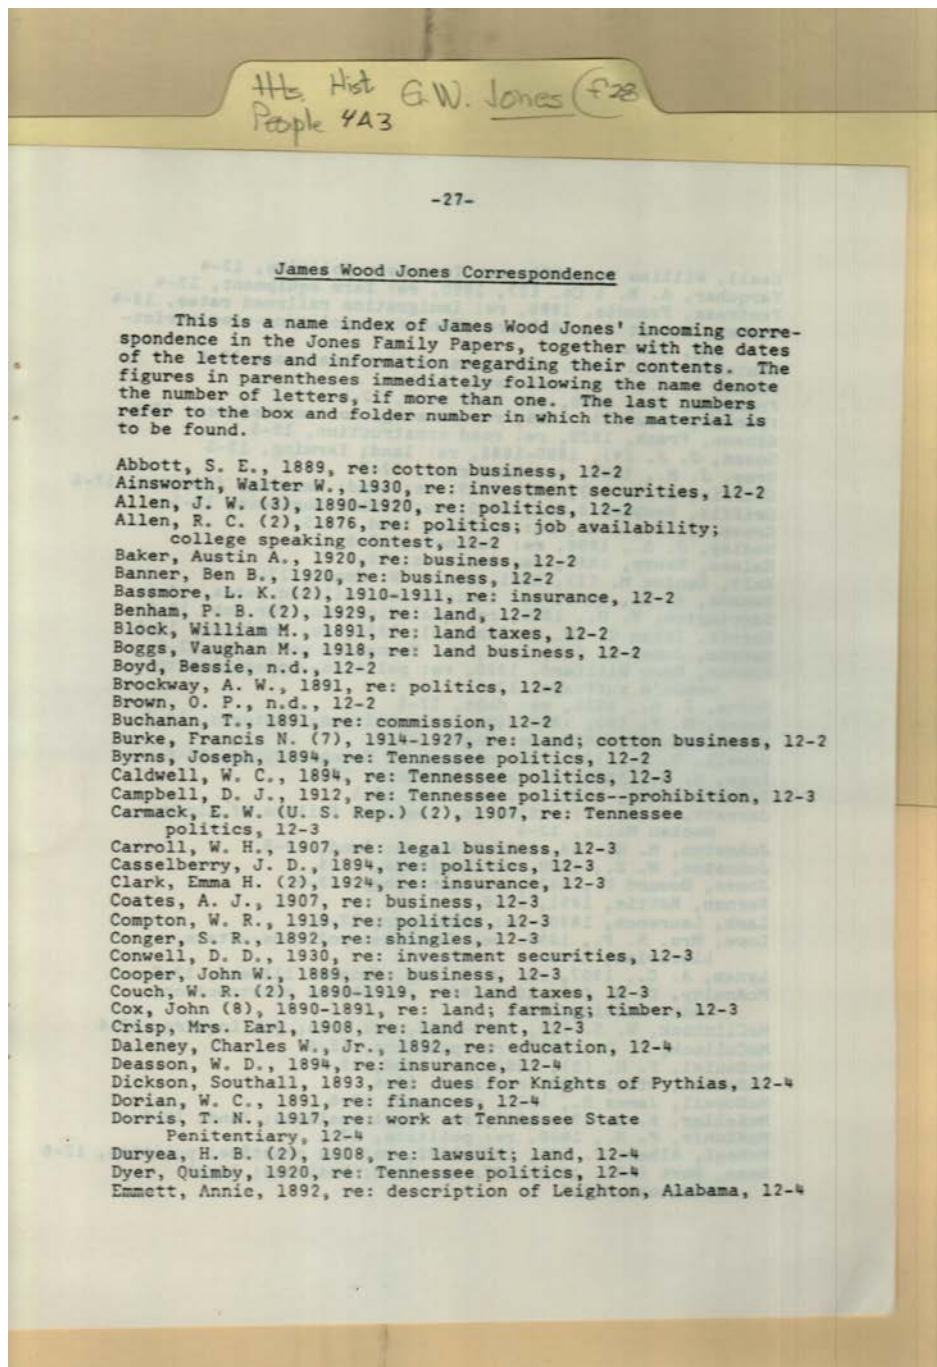 Hts. Hist G.W. Jones (f28)
People 4A3
-27-
James Wood Jones Correspondence
This is a name index of James Wood Jones' incoming corre-
spondence in the Jones Family Papers, together with the dates
of the letters and information regarding their contents. The
figures in parentheses immediately following the name denote
the number of letters, if more than one. The last numbers
refer to the box and folder number in which the material is
to be found.
Abbott, S. E., 1889, re: cotton business, 12-2
Ainsworth, Walter W., 1930, re: investment securities, 12-2
Allen, J. W. (3), 1890-1920, re: politics, 12-2
Allen, R. C. (2), 1876, re: politics; job availability;
college speaking contest, 12-2
Baker, Austin A., 1920, re: business, 12-2
Banner, Ben B., 1920, re: business, 12-2
Bassmore, L. K. (2), 1910-1911, re: insurance, 12-2
Benham, P. B. (2), 1929, re: land, 12-2
Block, William M., 1891, re: land taxes, 12-2
Boggs, Vaughan M., 1918, re: land business, 12-2
Boyd, Bessie, n.d., 12-2
Brockway, A. W., 1891, re: politics, 12-2
Brown, O. P., n.d., 12-2
Buchanan, T., 1891, re: commission, 12-2
Burke, Francis N. (7), 1914-1927, re: land; cotton business, 12-2
Byrns, Joseph, 1894, re: Tennessee politics, 12-2
Caldwell, W. C., 1894, re: Tennessee politics, 12-3
Campbell, D. J., 1912, re: Tennessee politics--prohibition, 12-3
Carmack, E. W. (U. S. Rep.) (2), 1907, re: Tennessee
politics, 12-3
Carroll, W. H., 1907, re: legal business, 12-3
Casselberry, J. D., 1894, re: politics, 12-3
Clark, Emma H. (2), 1924, re: insurance, 12-3
Coates, A. J., 1907, re: business, 12-3
Compton, W. R., 1919, re: politics, 12-3
Conger, S. R., 1892, re: shingles, 12-3
Conwell, D. D., 1930, re: investment securities, 12-3
Cooper, John W., 1889, re: business, 12-3
Couch, W. R. (2), 1890-1919, re: land taxes, 12-3
Cox, John (8), 1890-1891, re: land; farming; timber, 12-3
Crisp, Mrs. Earl, 1908, re: land rent, 12-3
Daleney, Charles W., Jr., 1892, re: education, 12-4
Deasson, W. D., 1894, re: insurance, 12-4
Dickson, Southall, 1893, re: dues for Knights of Pythias, 12-4
Dorian, W. C., 1891, re: finances, 12-4
Dorris, T. N., 1917, re: work at Tennessee State
Penitentiary, 12-4
Duryea, H. B. (2), 1908, re: lawsuit; land, 12-4
Dyer, Quimby, 1920, re: Tennessee politics, 12-4
Emmett, Annie, 1892, re: description of Leighton, Alabama, 12-4